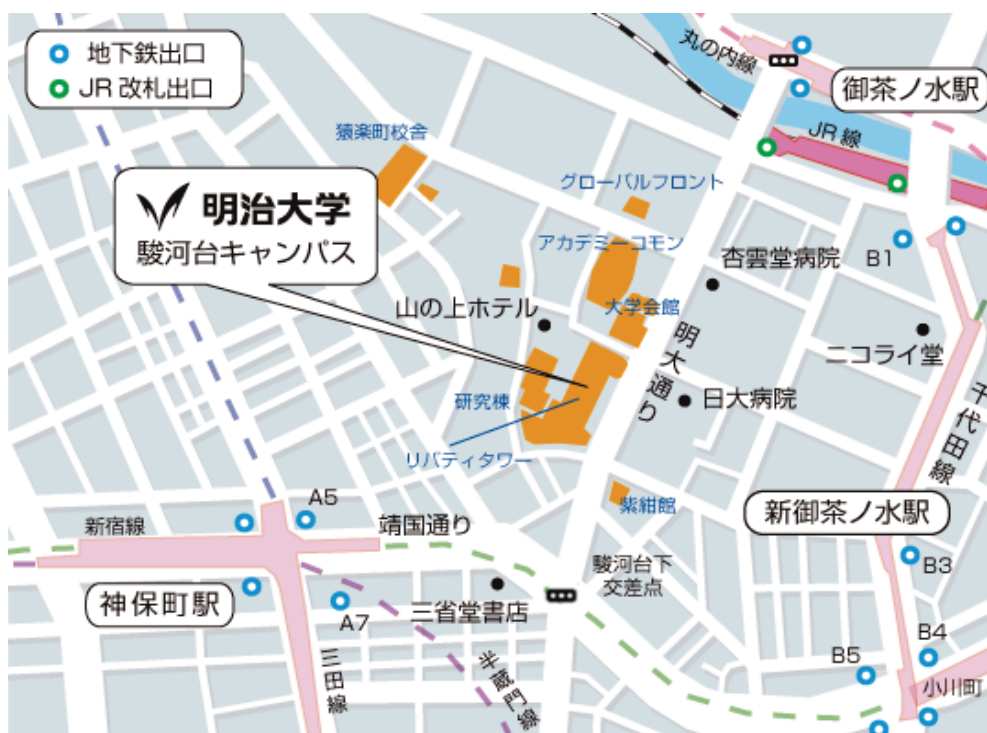 地下鉄出口
JR改札出口
丸の内線
御茶ノ水駅
JR線
猿楽町校舎
グローバルフロント
明治大学
駿河台キャンパス
アカデミーコモン
杏雲堂病院
B1
大学会館
山の上ホテル
明大通り
ニコライ堂
千代田線
研究棟
日大病院
リバティタワー
紫紺館
A5
新宿線
靖国通り
新御茶ノ水駅
駿河台下
交差点
B3
神保町駅
A7
三省堂書店
三田線
半蔵門線
B4
B5
小川町